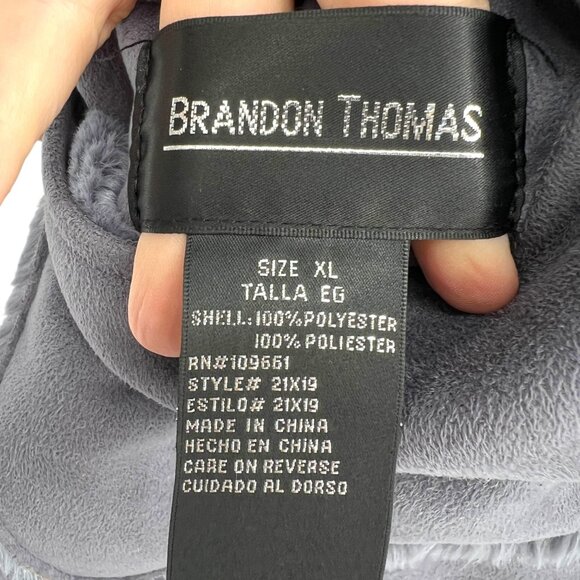 BRANDON THOMAS
SIZE XL
TALLA EG
SHELL: 100% POLYESTER
100% POLIESTER
RN#109661
STYLE# 21X19
ESTILO# 21X19
MADE IN CHINA
HECHO EN CHINA
CARE ON REVERSE
CUIDADO AL DORSO